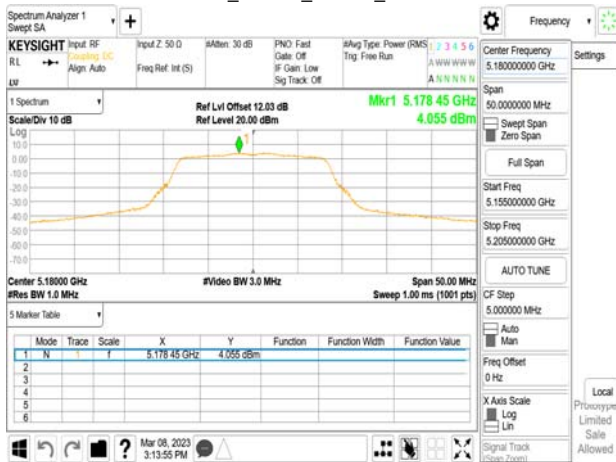 Spectrum Analyzer 1
Swept SA
+
Frequency
KEYSIGHT
Input: RF
Coupling: DC
Align: Auto
Input Z: 50 Ω
Freq Ref: Int (S)
#Atten: 30 dB
PNO: Fast
Gate: Off
IF Gain: Low
Sig Track: Off
#Avg Type: Power (RMS
Trig: Free Run
1 2 3 4 5 6
A W W W W W
A N N N N N
RL
Center Frequency
5.180000000 GHz
Settings
Span
50.0000000 MHz
Swept Span
Zero Span
Full Span
Start Freq
5.155000000 GHz
Stop Freq
5.205000000 GHz
AUTO TUNE
CF Step
5.000000 MHz
Auto
Man
Freq Offset
0 Hz
X Axis Scale
Log
Lin
Signal Track
(Span Zoom)
Local
Prototype
Limited
Sale
Allowed
1 Spectrum
Scale/Div 10 dB
Ref Lvl Offset 12.03 dB
Ref Level 20.00 dBm
Mkr1 5.178 45 GHz
4.055 dBm
Log
10.0
0.00
-10.0
-20.0
-30.0
-40.0
-50.0
-60.0
-70.0
1
Center 5.18000 GHz
#Res BW 1.0 MHz
#Video BW 3.0 MHz
Span 50.00 MHz
Sweep 1.00 ms (1001 pts)
5 Marker Table
Mode Trace Scale X Y Function Function Width Function Value
1 N 1 f 5.178 45 GHz 4.055 dBm
2
3
4
5
6
?
Mar 08, 2023
3:13:55 PM